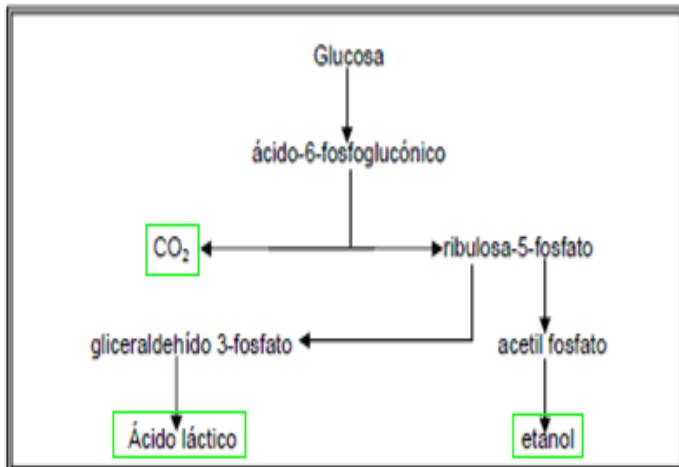 Glucosa
ácido-6-fosfoglucónico
CO₂
ribulosa-5-fosfato
gliceraldehído 3-fosfato
acetil fosfato
Ácido láctico
etanol